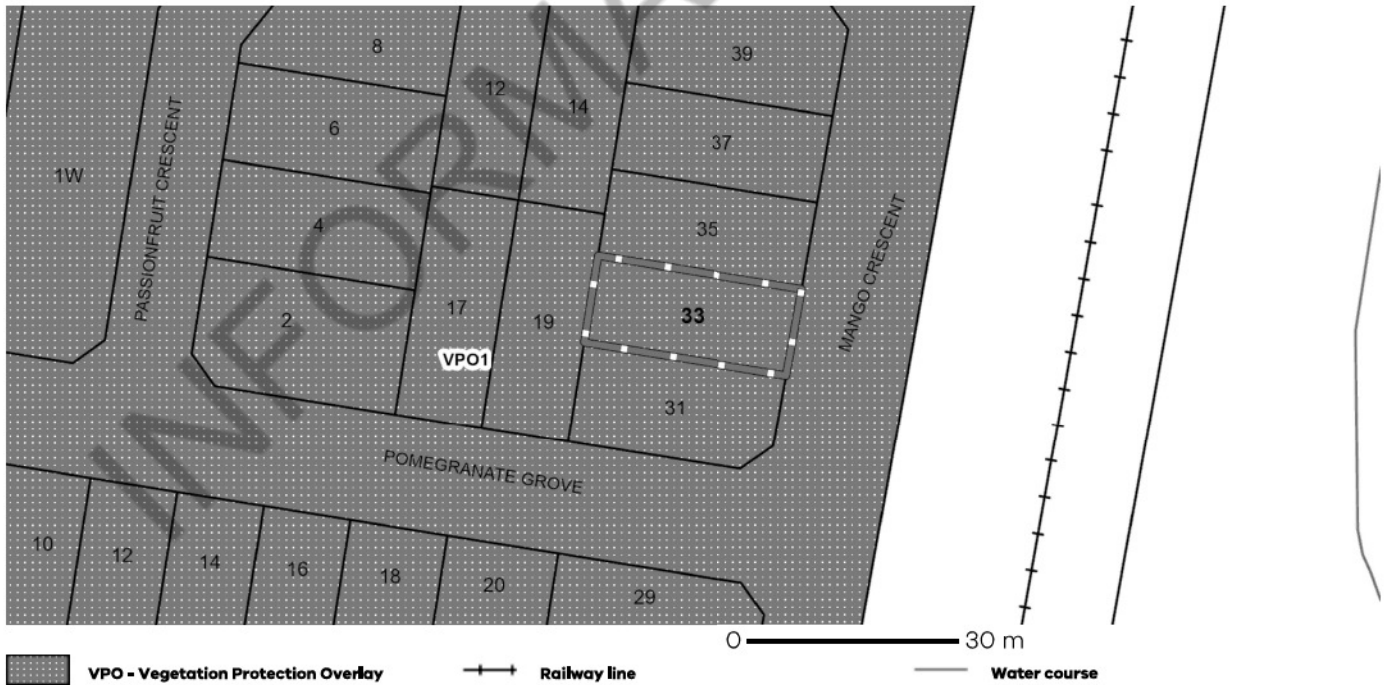 8
39
12
14
6
37
1W
PASSIONFRUIT CRESCENT
4
35
MANGO CRESCENT
2
17
19
33
VPO1
31
POMEGRANATE GROVE
10
12
14
16
18
20
29
INFORMA
0 30 m
VPO - Vegetation Protection Overlay
Railway line
Water course